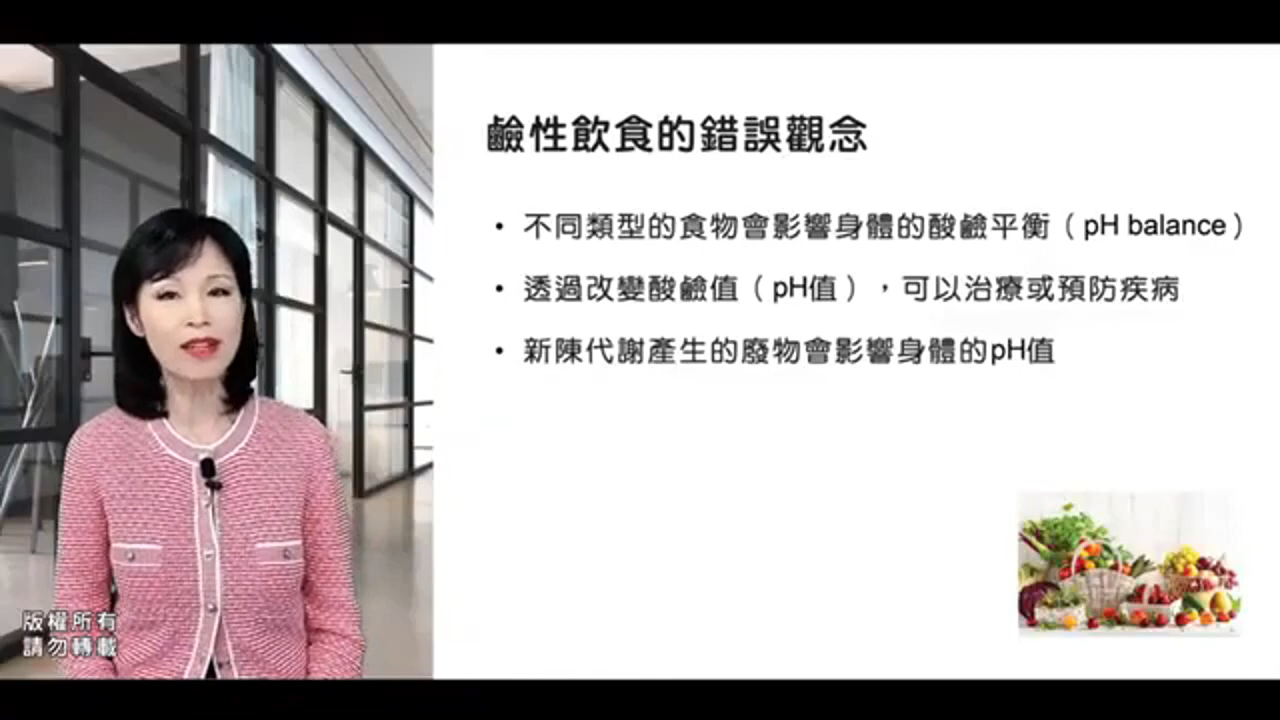 鹼性飲食的錯誤觀念
• 不同類型的食物會影響身體的酸鹼平衡（pH balance）
• 透過改變酸鹼值（pH值），可以治療或預防疾病
• 新陳代謝產生的廢物會影響身體的pH值
版權所有
請勿轉載